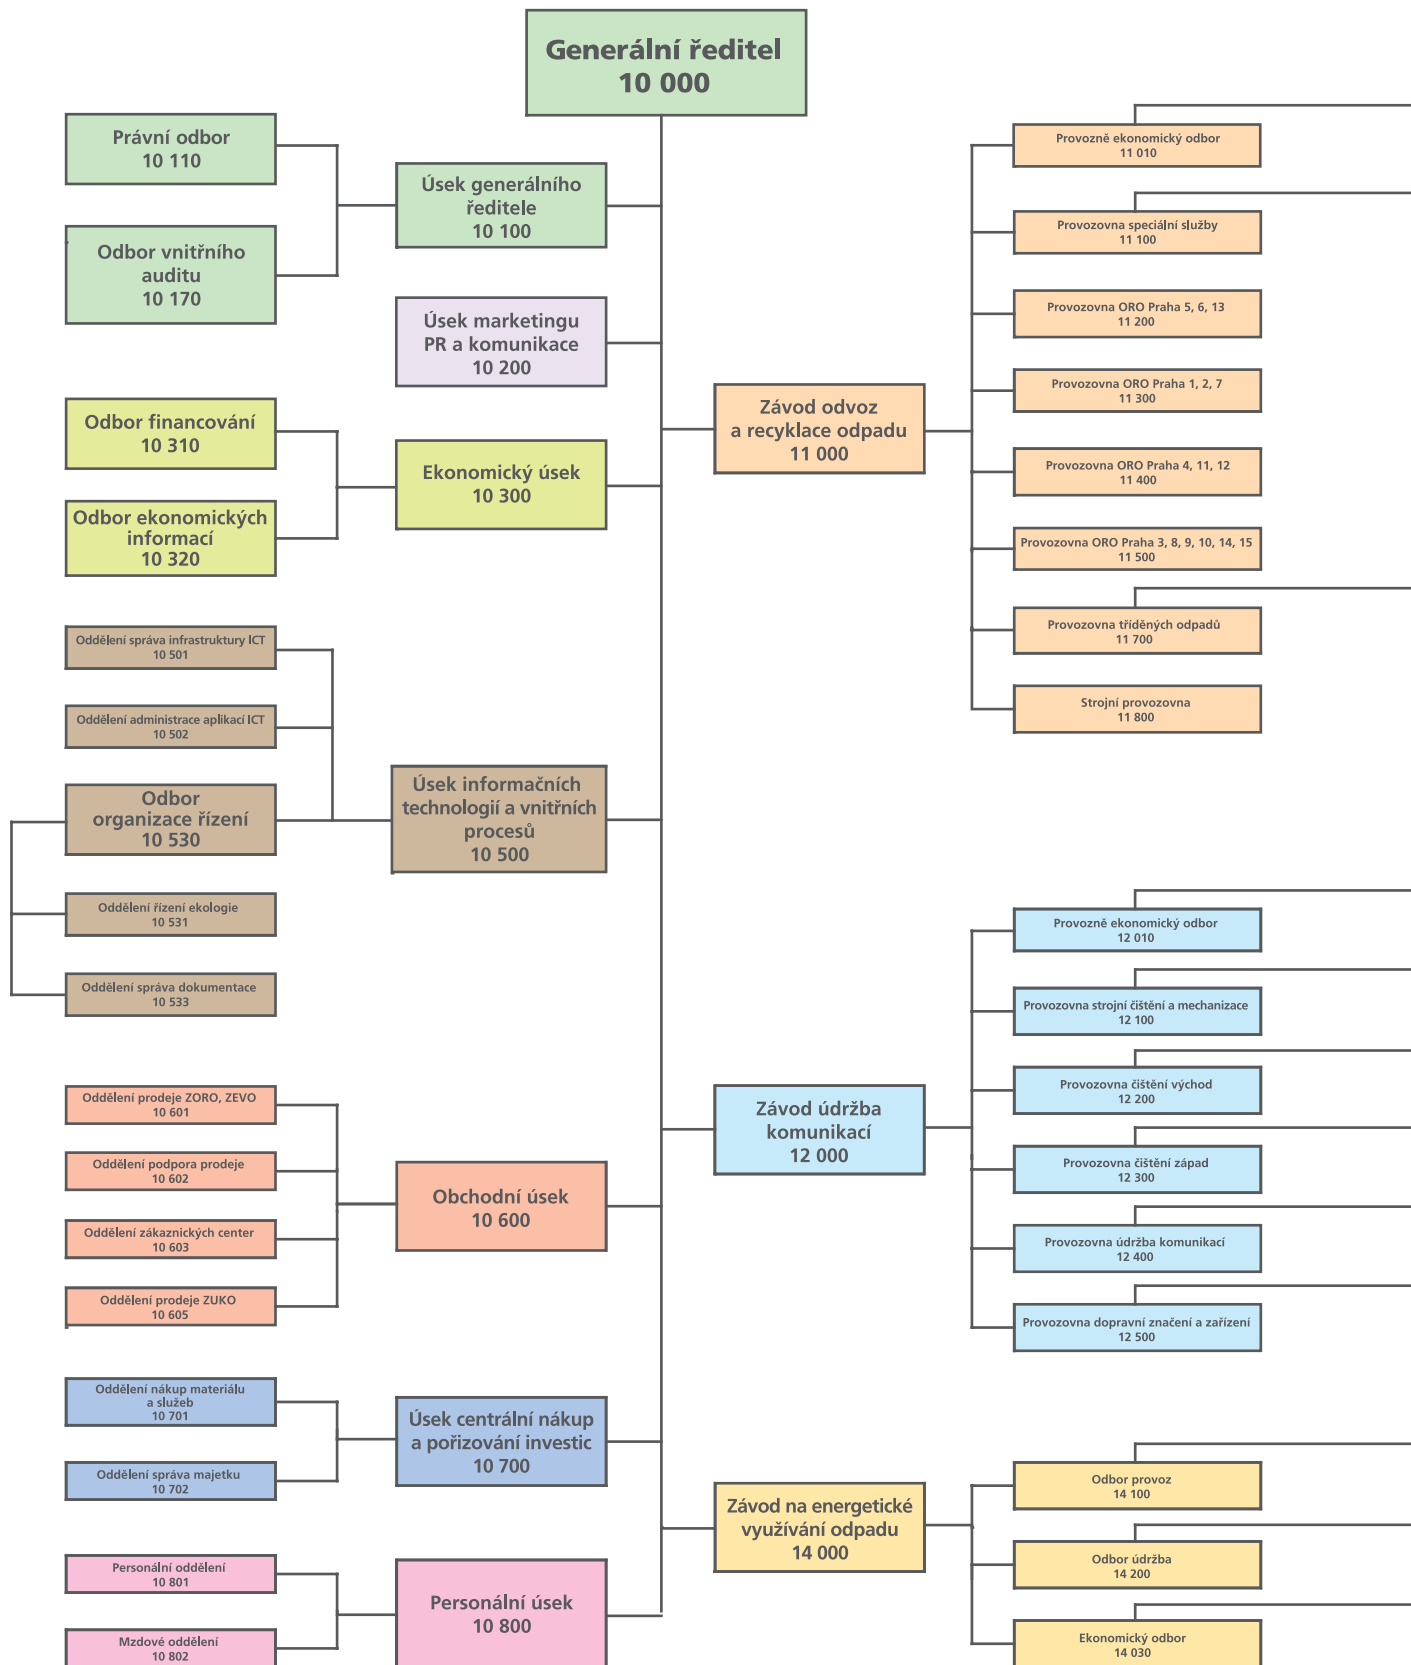 Generální ředitel
10 000
Právní odbor
10 110
Odbor vnitřního
auditu
10 170
Úsek generálního
ředitele
10 100
Úsek marketingu
PR a komunikace
10 200
Odbor financování
10 310
Odbor ekonomických
informací
10 320
Ekonomický úsek
10 300
Oddělení správa infrastruktury ICT
10 501
Oddělení administrace aplikací ICT
10 502
Odbor
organizace řízení
10 530
Oddělení řízení ekologie
10 531
Oddělení správa dokumentace
10 533
Úsek informačních
technologií a vnitřních
procesů
10 500
Oddělení prodeje ZORO, ZEVO
10 601
Oddělení podpora prodeje
10 602
Oddělení zákaznických center
10 603
Oddělení prodeje ZUKO
10 605
Obchodní úsek
10 600
Oddělení nákup materiálu
a služeb
10 701
Oddělení správa majetku
10 702
Úsek centrální nákup
a pořizování investic
10 700
Personální oddělení
10 801
Mzdové oddělení
10 802
Personální úsek
10 800
Závod odvoz
a recyklace odpadu
11 000
Provozně ekonomický odbor
11 010
Provozovna speciální služby
11 100
Provozovna ORO Praha 5, 6, 13
11 200
Provozovna ORO Praha 1, 2, 7
11 300
Provozovna ORO Praha 4, 11, 12
11 400
Provozovna ORO Praha 3, 8, 9, 10, 14, 15
11 500
Provozovna tříděných odpadů
11 700
Strojní provozovna
11 800
Závod údržba
komunikací
12 000
Provozně ekonomický odbor
12 010
Provozovna strojní čištění a mechanizace
12 100
Provozovna čištění východ
12 200
Provozovna čištění západ
12 300
Provozovna údržba komunikací
12 400
Provozovna dopravní značení a zařízení
12 500
Závod na energetické
využívání odpadu
14 000
Odbor provoz
14 100
Odbor údržba
14 200
Ekonomický odbor
14 030